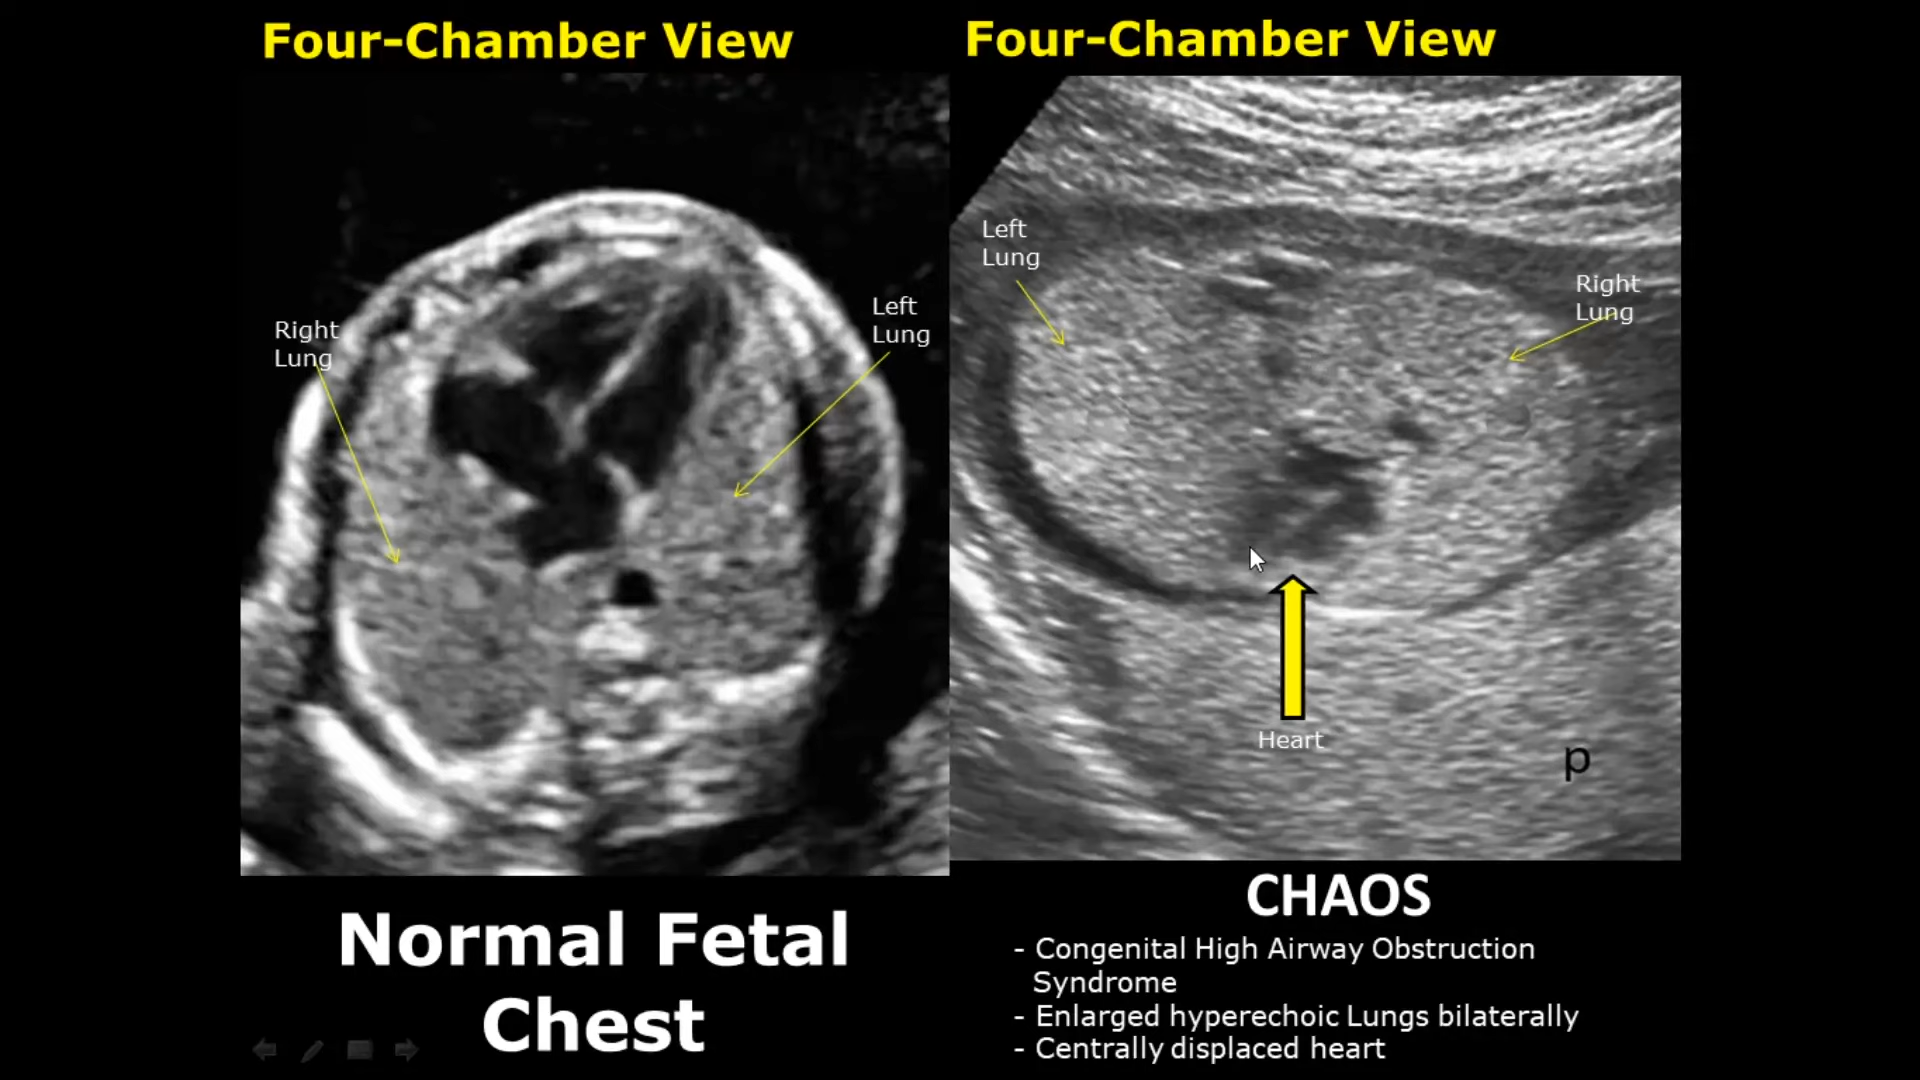 Four-Chamber View
Right
Lung
Left
Lung
Normal Fetal
Chest
Four-Chamber View
Left
Lung
Right
Lung
Heart
p
CHAOS
- Congenital High Airway Obstruction
Syndrome
- Enlarged hyperechoic Lungs bilaterally
- Centrally displaced heart